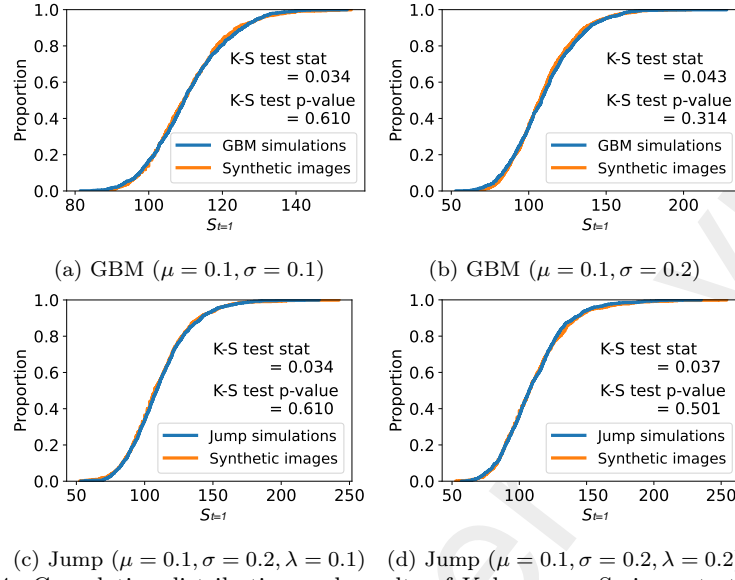 1.0
0.8
0.6
0.4
0.2
0.0
Proportion
K-S test stat
= 0.034
K-S test p-value
= 0.610
GBM simulations
Synthetic images
80 100 120 140
St=1
(a) GBM (μ = 0.1, σ = 0.1)
1.0
0.8
0.6
0.4
0.2
0.0
Proportion
K-S test stat
= 0.043
K-S test p-value
= 0.314
GBM simulations
Synthetic images
50 100 150 200
St=1
(b) GBM (μ = 0.1, σ = 0.2)
1.0
0.8
0.6
0.4
0.2
0.0
Proportion
K-S test stat
= 0.034
K-S test p-value
= 0.610
Jump simulations
Synthetic images
50 100 150 200 250
St=1
(c) Jump (μ = 0.1, σ = 0.2, λ = 0.1)
1.0
0.8
0.6
0.4
0.2
0.0
Proportion
K-S test stat
= 0.037
K-S test p-value
= 0.501
Jump simulations
Synthetic images
50 100 150 200 250
St=1
(d) Jump (μ = 0.1, σ = 0.2, λ = 0.2